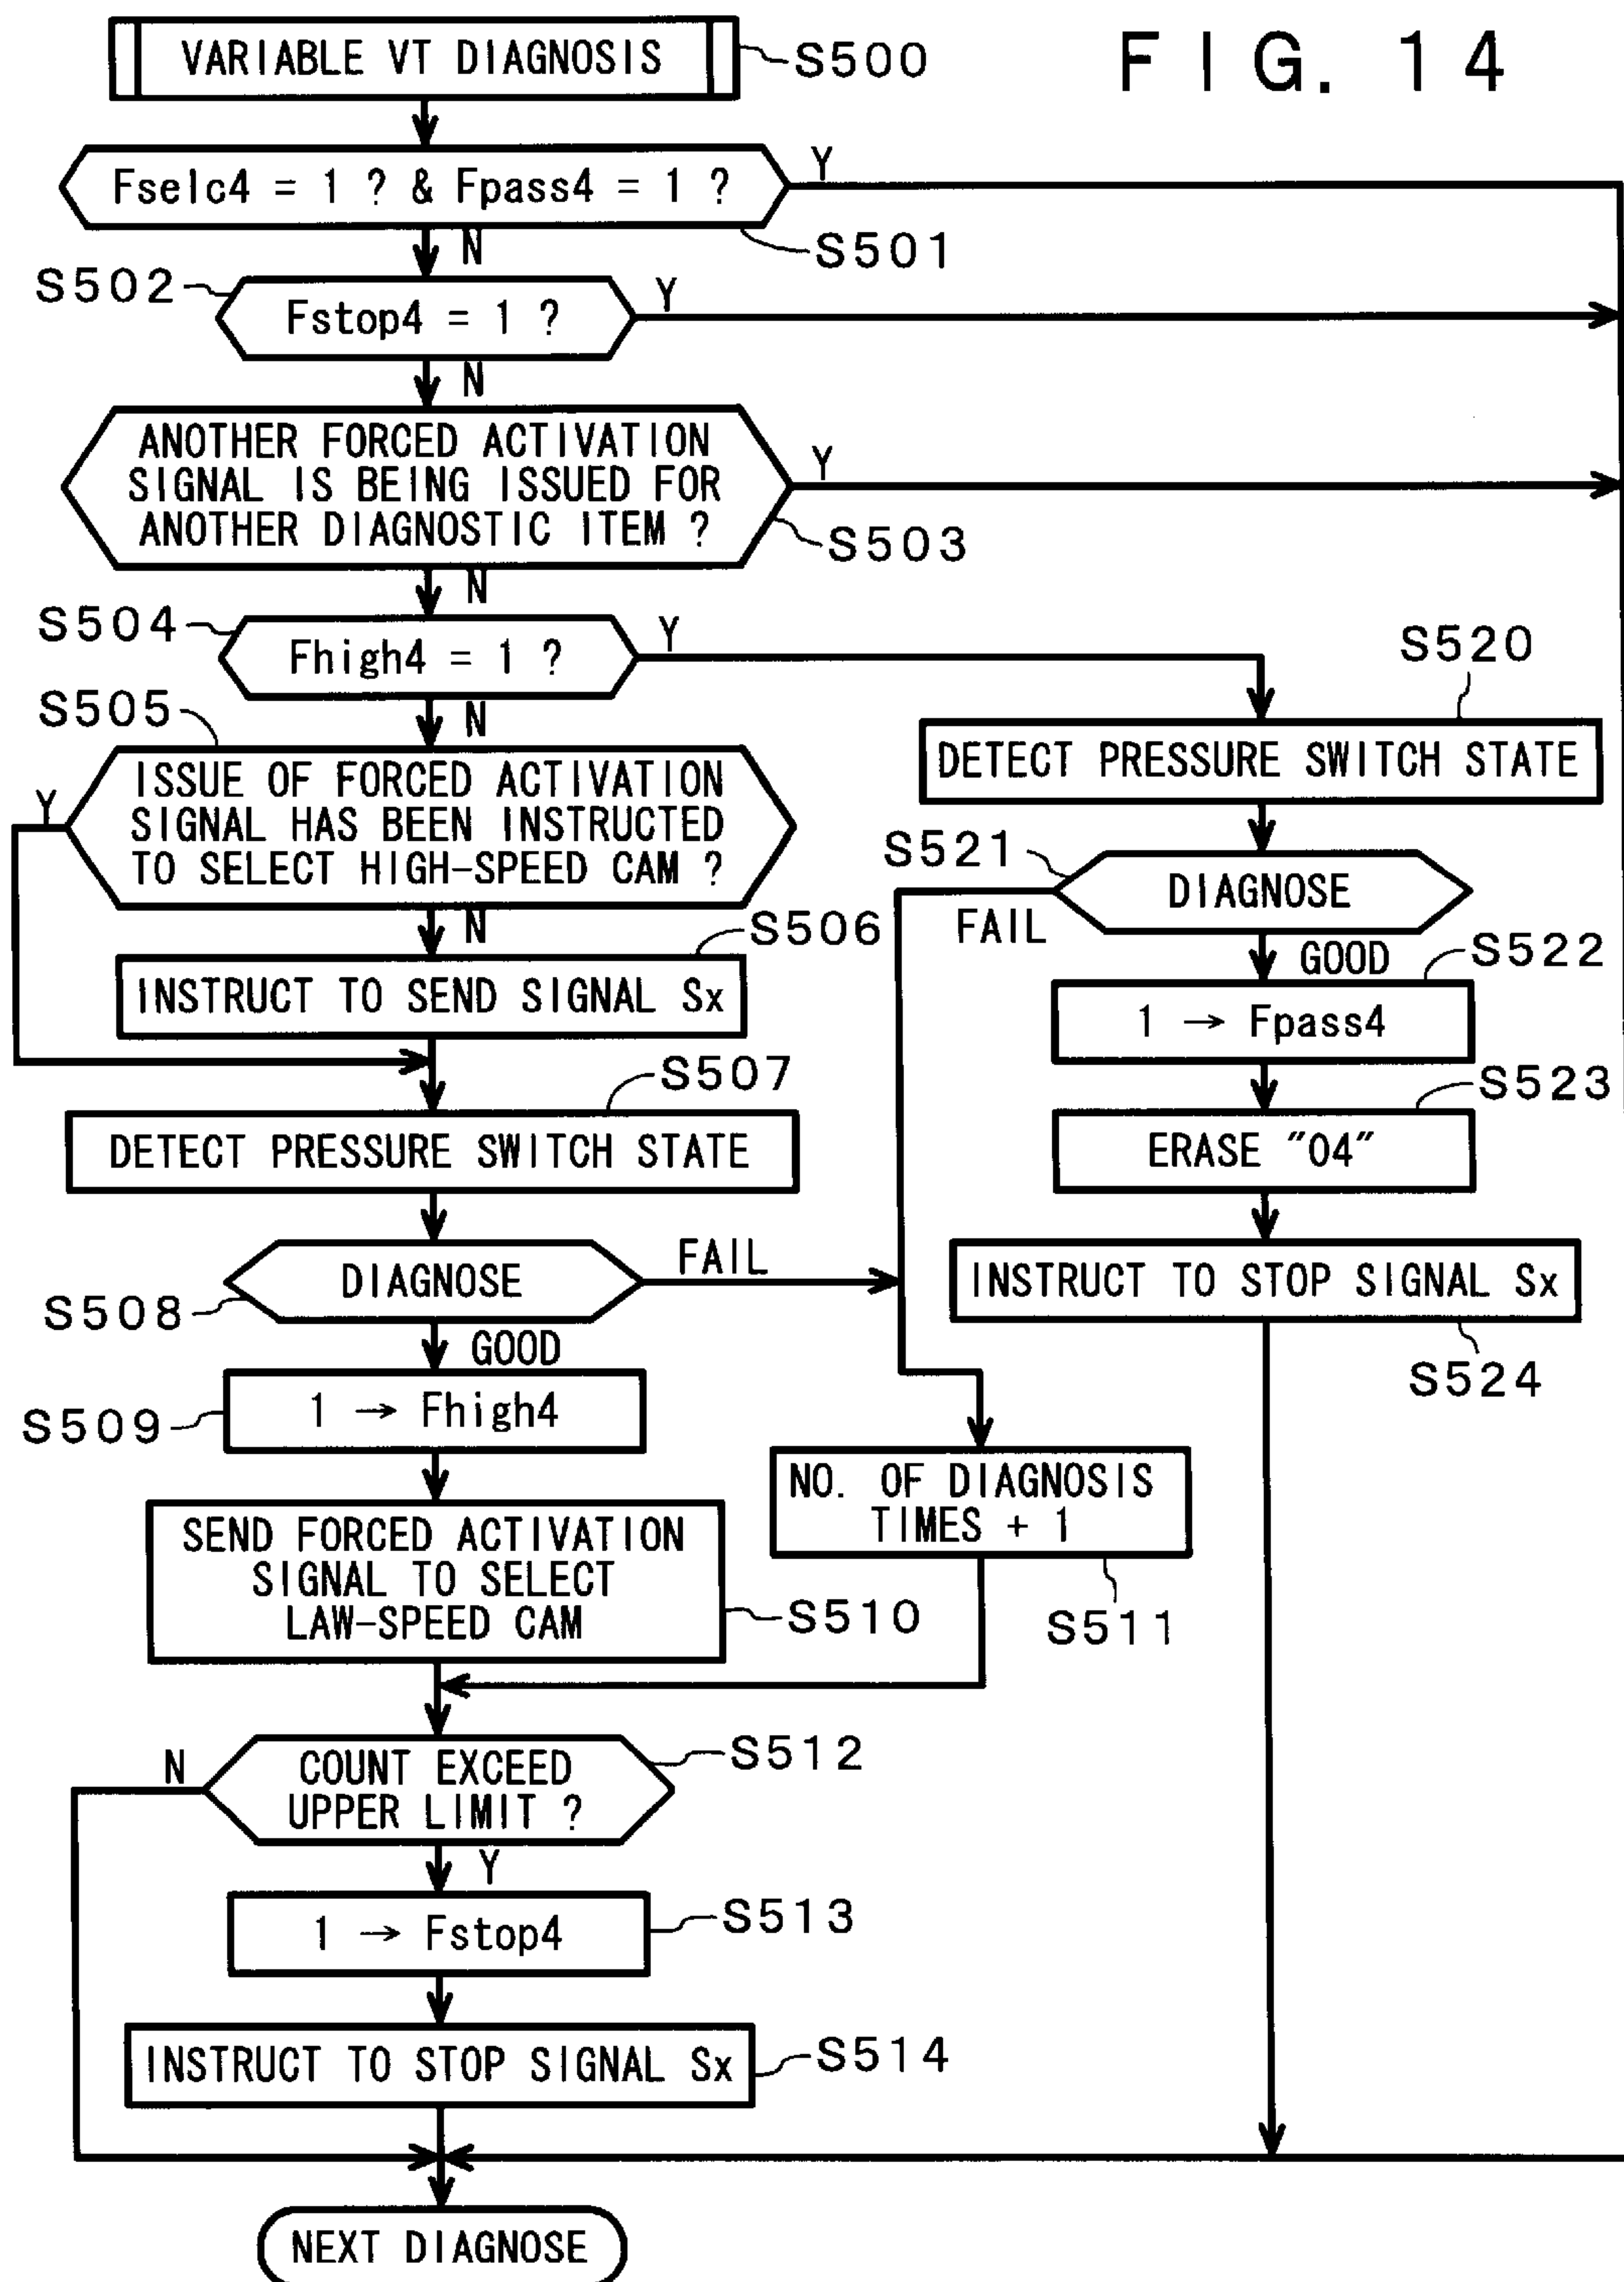 FIG. 14
VARIABLE VT DIAGNOSIS
S500
Fselc4 = 1 ? & Fpass4 = 1 ?
Y
S501
N
S502
Fstop4 = 1 ?
Y
N
ANOTHER FORCED ACTIVATION
SIGNAL IS BEING ISSUED FOR
ANOTHER DIAGNOSTIC ITEM ?
Y
S503
N
S504
Fhigh4 = 1 ?
Y
N
S505
ISSUE OF FORCED ACTIVATION
SIGNAL HAS BEEN INSTRUCTED
TO SELECT HIGH-SPEED CAM ?
Y
N
S506
INSTRUCT TO SEND SIGNAL Sx
S507
DETECT PRESSURE SWITCH STATE
DIAGNOSE
FAIL
S508
GOOD
S509
1 → Fhigh4
SEND FORCED ACTIVATION
SIGNAL TO SELECT
LAW-SPEED CAM
S510
NO. OF DIAGNOSIS
TIMES + 1
S511
COUNT EXCEED
UPPER LIMIT ?
S512
N
Y
1 → Fstop4
S513
INSTRUCT TO STOP SIGNAL Sx
S514
NEXT DIAGNOSE
S520
DETECT PRESSURE SWITCH STATE
S521
DIAGNOSE
FAIL
GOOD
S522
1 → Fpass4
S523
ERASE "04"
INSTRUCT TO STOP SIGNAL Sx
S524